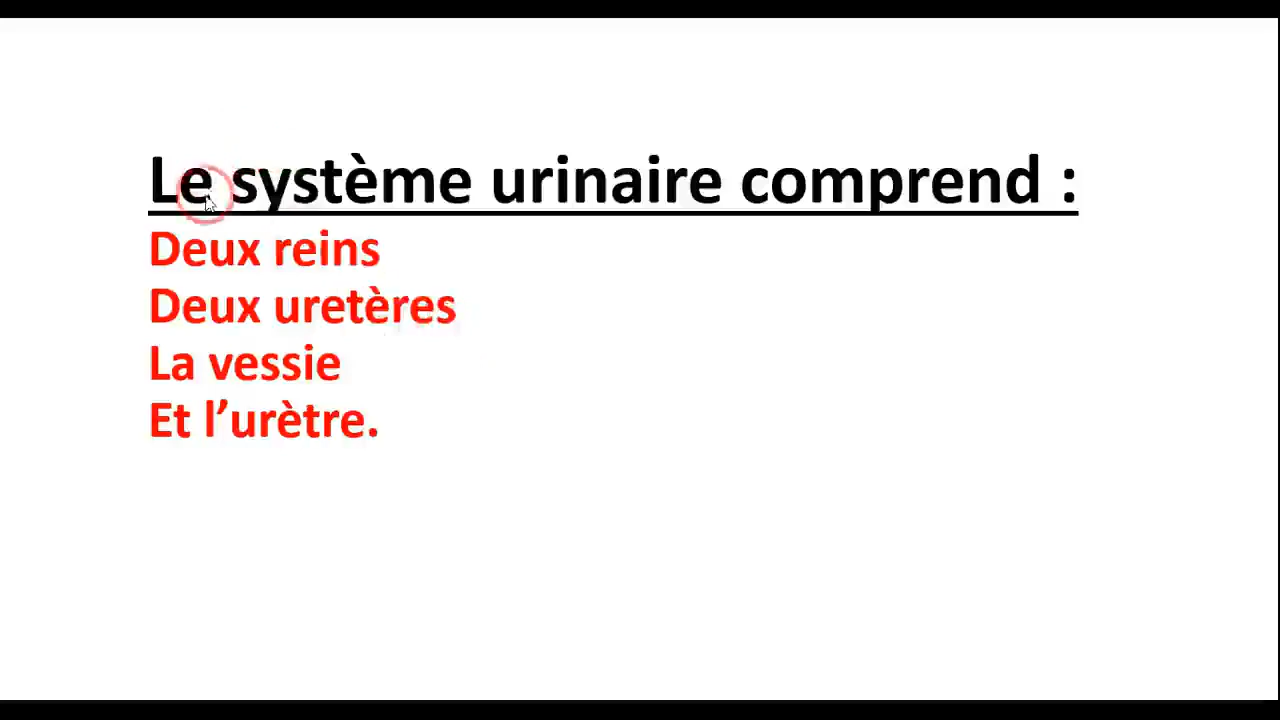 Le système urinaire comprend :
Deux reins
Deux uretères
La vessie
Et l’urètre.